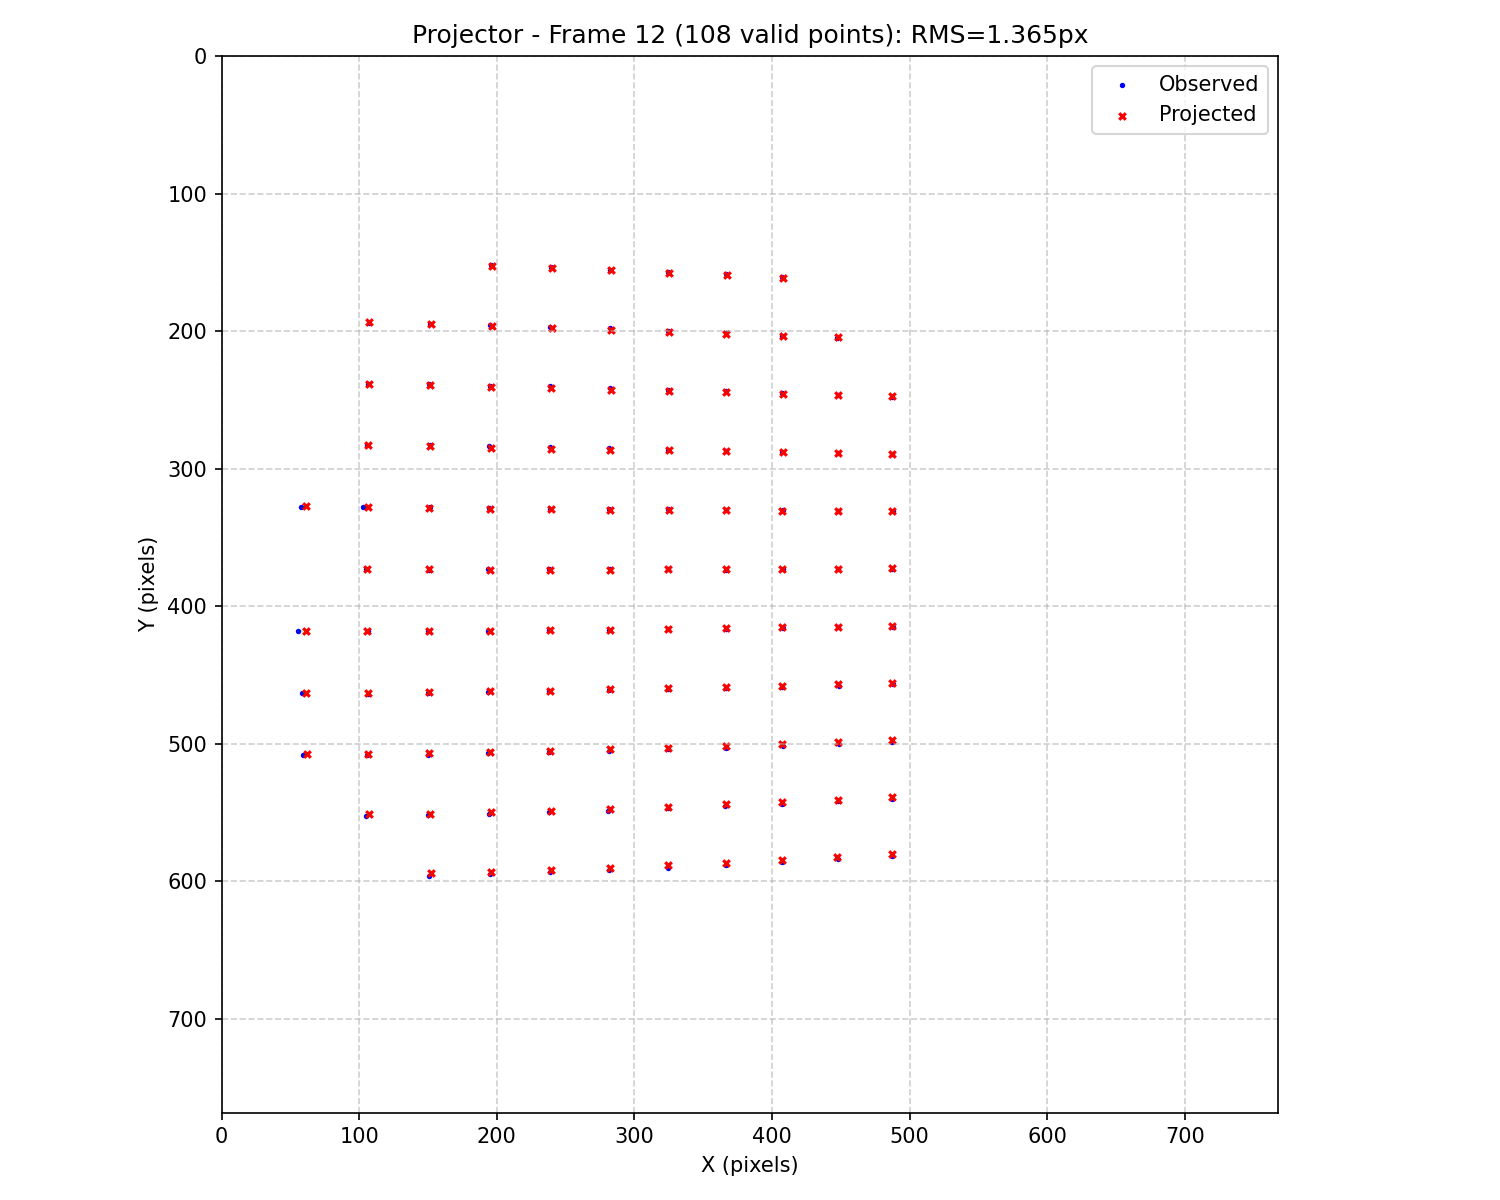 Projector - Frame 12 (108 valid points): RMS=1.365px
Observed
Projected
0
100
200
300
400
500
600
700
Y (pixels)
0 100 200 300 400 500 600 700
X (pixels)